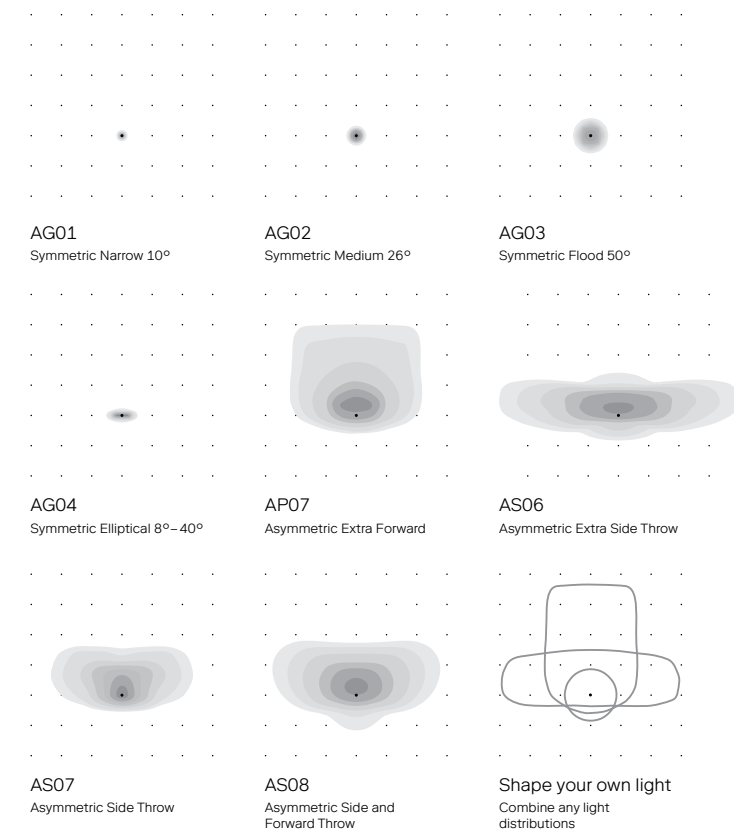 AG01
Symmetric Narrow 10°
AG02
Symmetric Medium 26°
AG03
Symmetric Flood 50°
AG04
Symmetric Elliptical 8°–40°
AP07
Asymmetric Extra Forward
AS06
Asymmetric Extra Side Throw
AS07
Asymmetric Side Throw
AS08
Asymmetric Side and
Forward Throw
Shape your own light
Combine any light
distributions